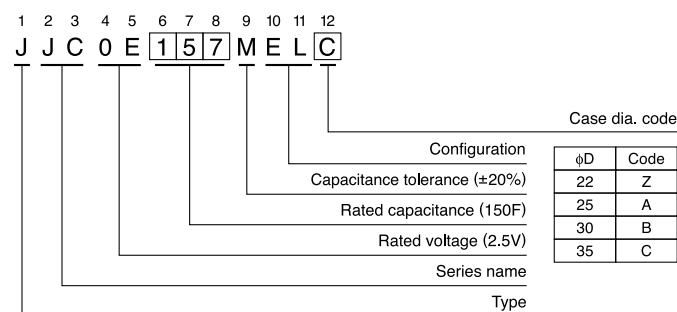 1 2 3 4 5 6 7 8 9 10 11 12
J J C 0 E 1 5 7 M E L C
Case dia. code
Configuration
Capacitance tolerance (±20%)
Rated capacitance (150F)
Rated voltage (2.5V)
Series name
Type
φD Code
22 Z
25 A
30 B
35 C